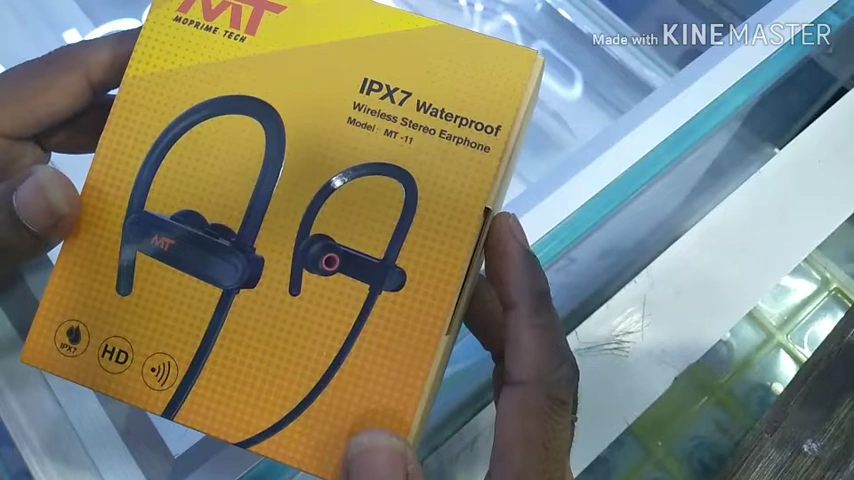 Made with KINEMASTER
MT
MOPRIME TECH
IPX7 Waterproof
Wireless Stereo Earphone
Model: MT-11
MT
IPX7
HD